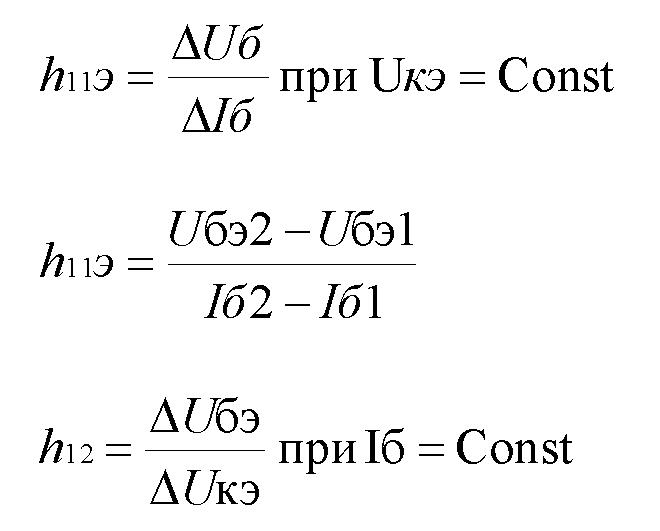 h11Э = ΔUб / ΔIб при Uкэ = Const
h11Э = Uбэ2 − Uбэ1 / Iб2 − Iб1
h12 = ΔUбэ / ΔUкэ при Iб = Const